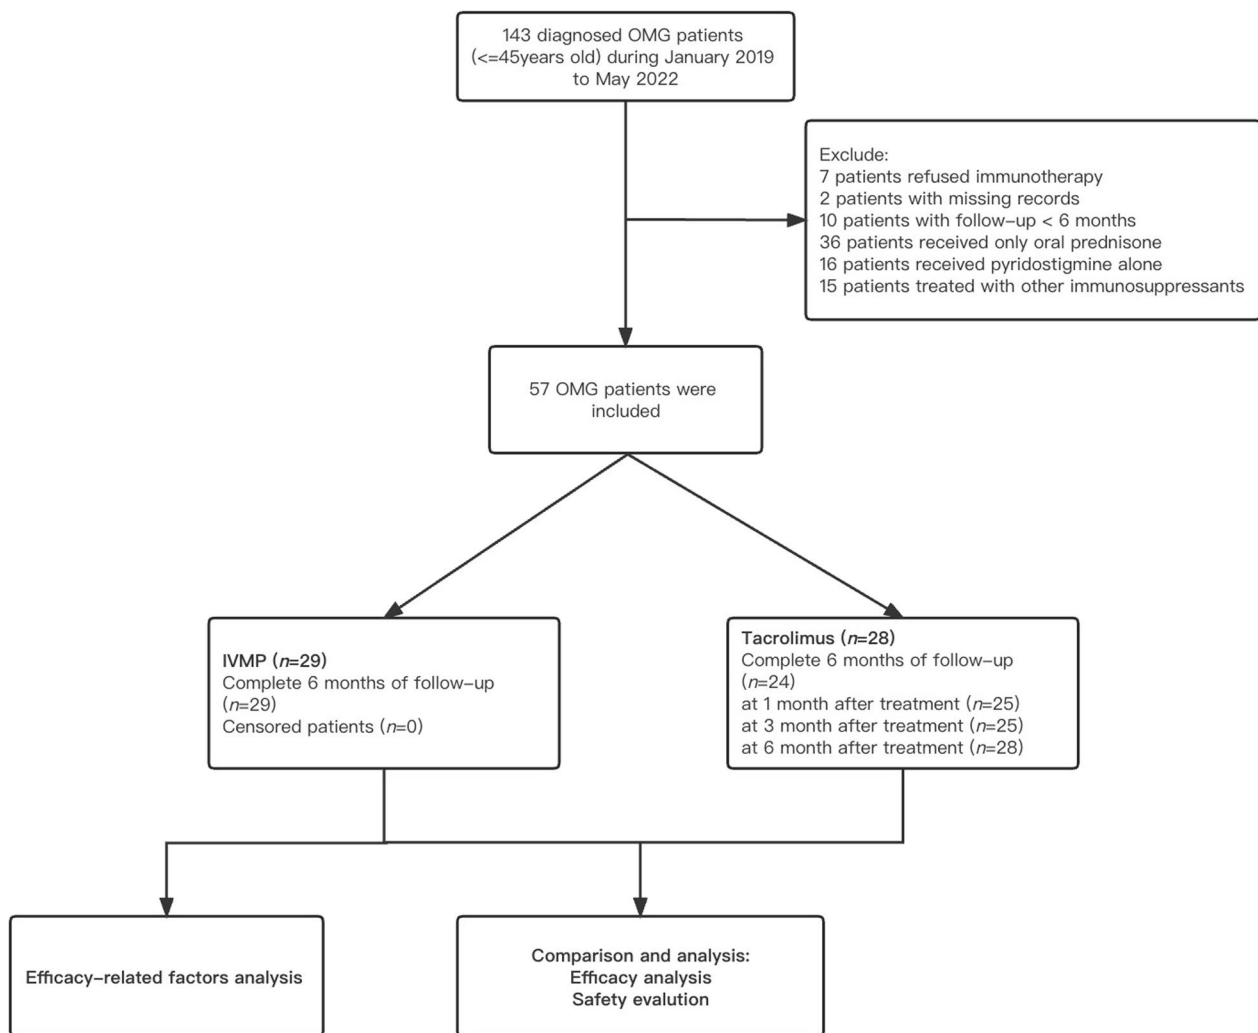 143 diagnosed OMG patients
(<=45years old) during January 2019
to May 2022
Exclude:
7 patients refused immunotherapy
2 patients with missing records
10 patients with follow-up < 6 months
36 patients received only oral prednisone
16 patients received pyridostigmine alone
15 patients treated with other immunosuppressants
57 OMG patients were
included
IVMP (n=29)
Complete 6 months of follow-up
(n=29)
Censored patients (n=0)
Tacrolimus (n=28)
Complete 6 months of follow-up
(n=24)
at 1 month after treatment (n=25)
at 3 month after treatment (n=25)
at 6 month after treatment (n=28)
Efficacy-related factors analysis
Comparison and analysis:
Efficacy analysis
Safety evalution